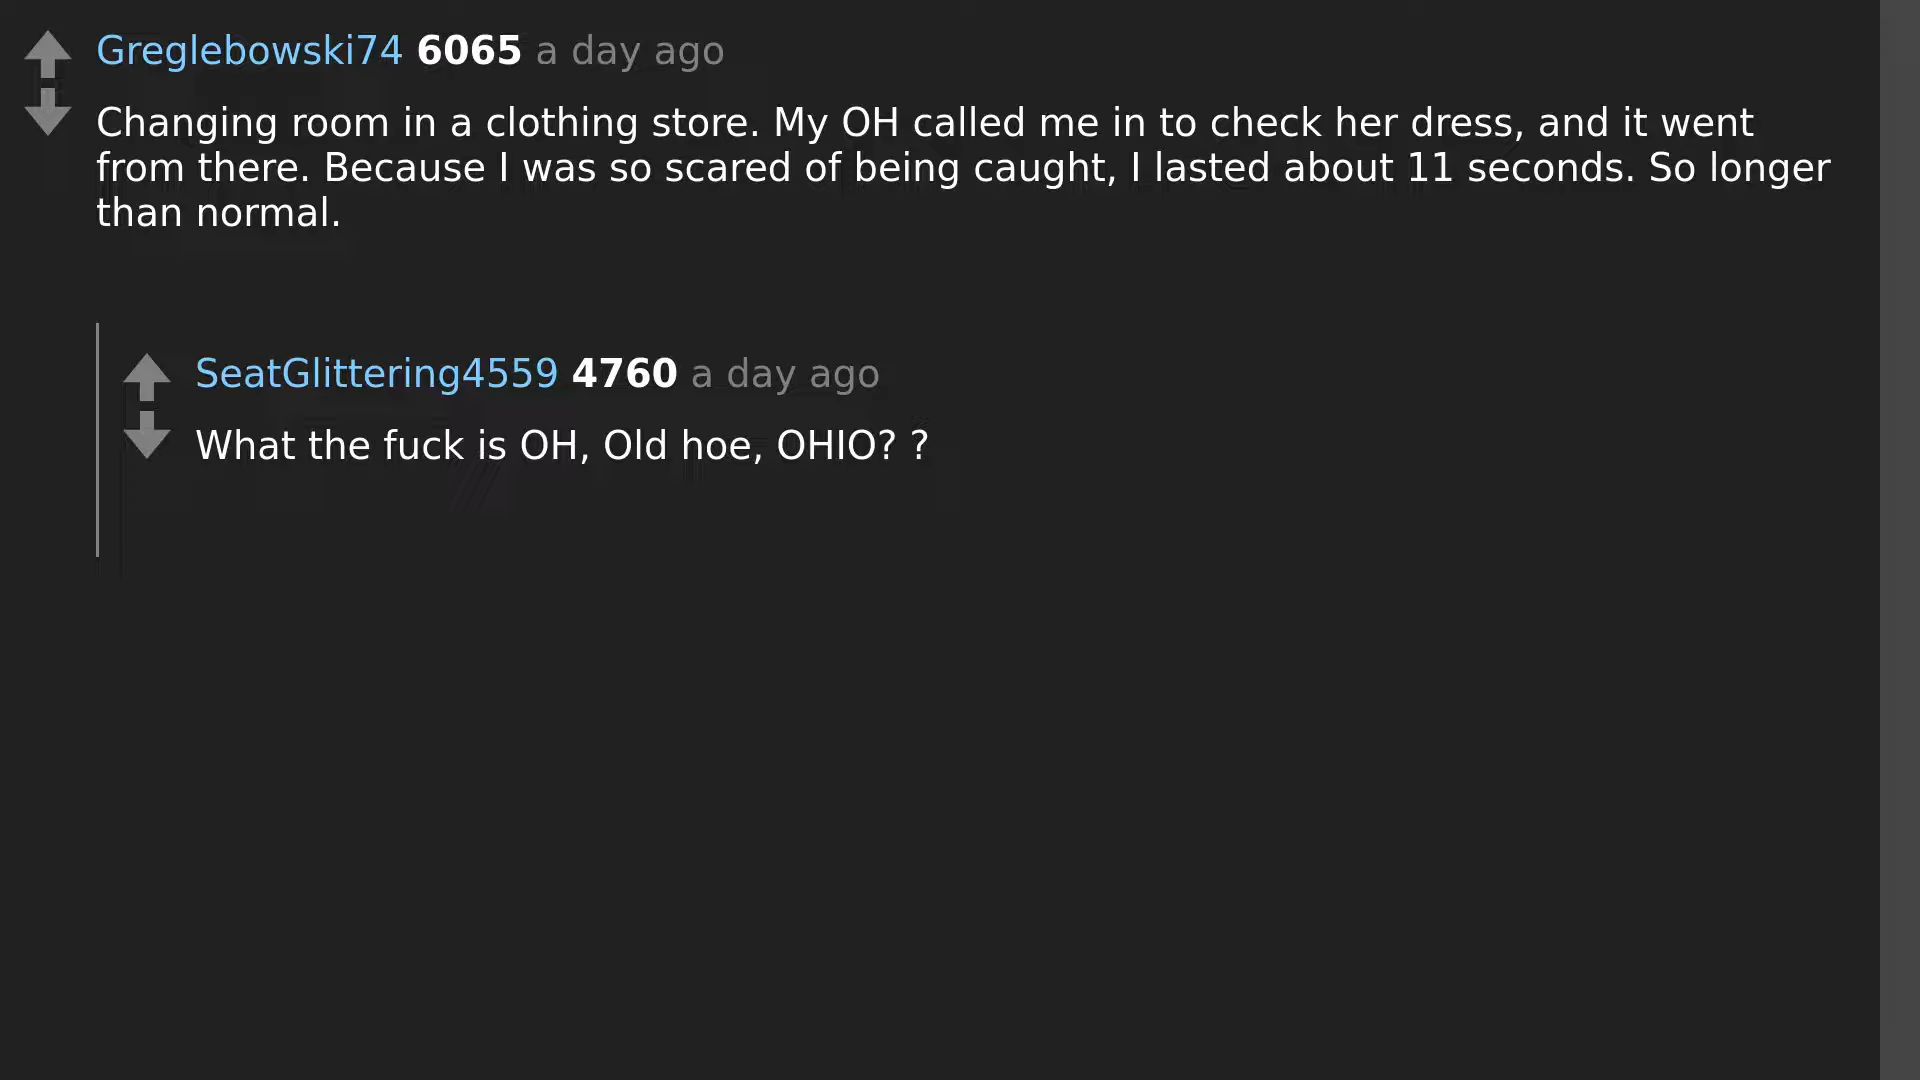 Greglebowski74 6065 a day ago
Changing room in a clothing store. My OH called me in to check her dress, and it went
from there. Because I was so scared of being caught, I lasted about 11 seconds. So longer
than normal.
SeatGlittering4559 4760 a day ago
What the fuck is OH, Old hoe, OHIO? ?